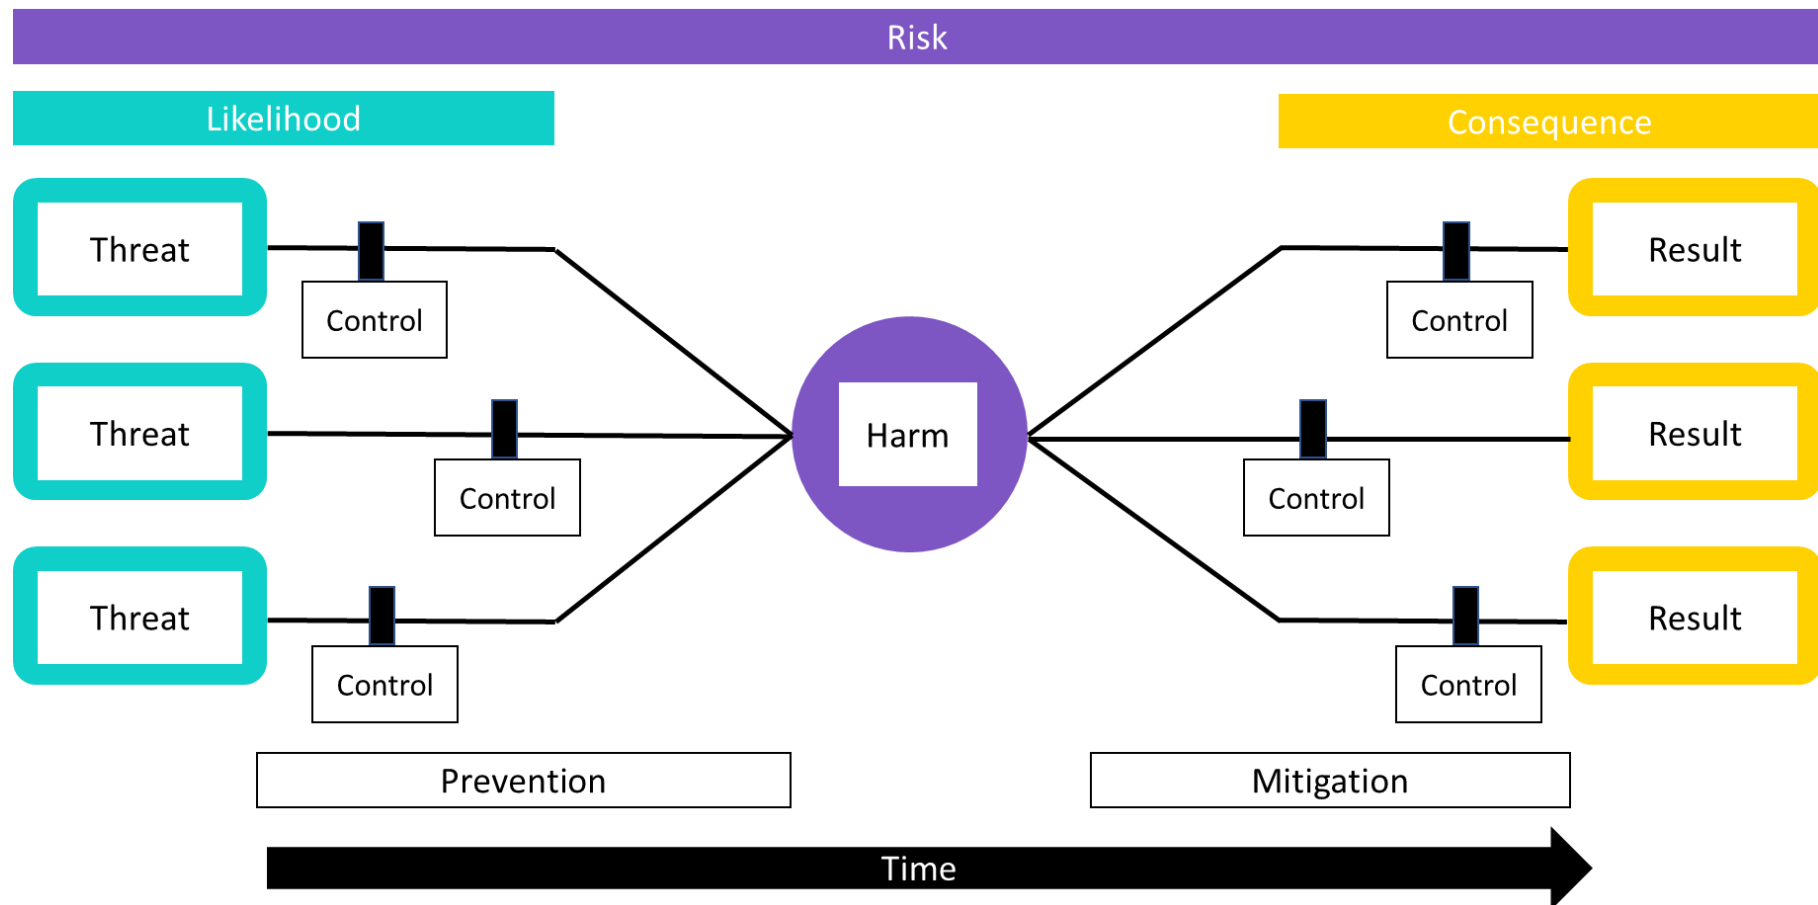 Risk
Likelihood
Consequence
Threat
Result
Control
Control
Threat
Harm
Result
Control
Control
Threat
Result
Control
Control
Prevention
Mitigation
Time